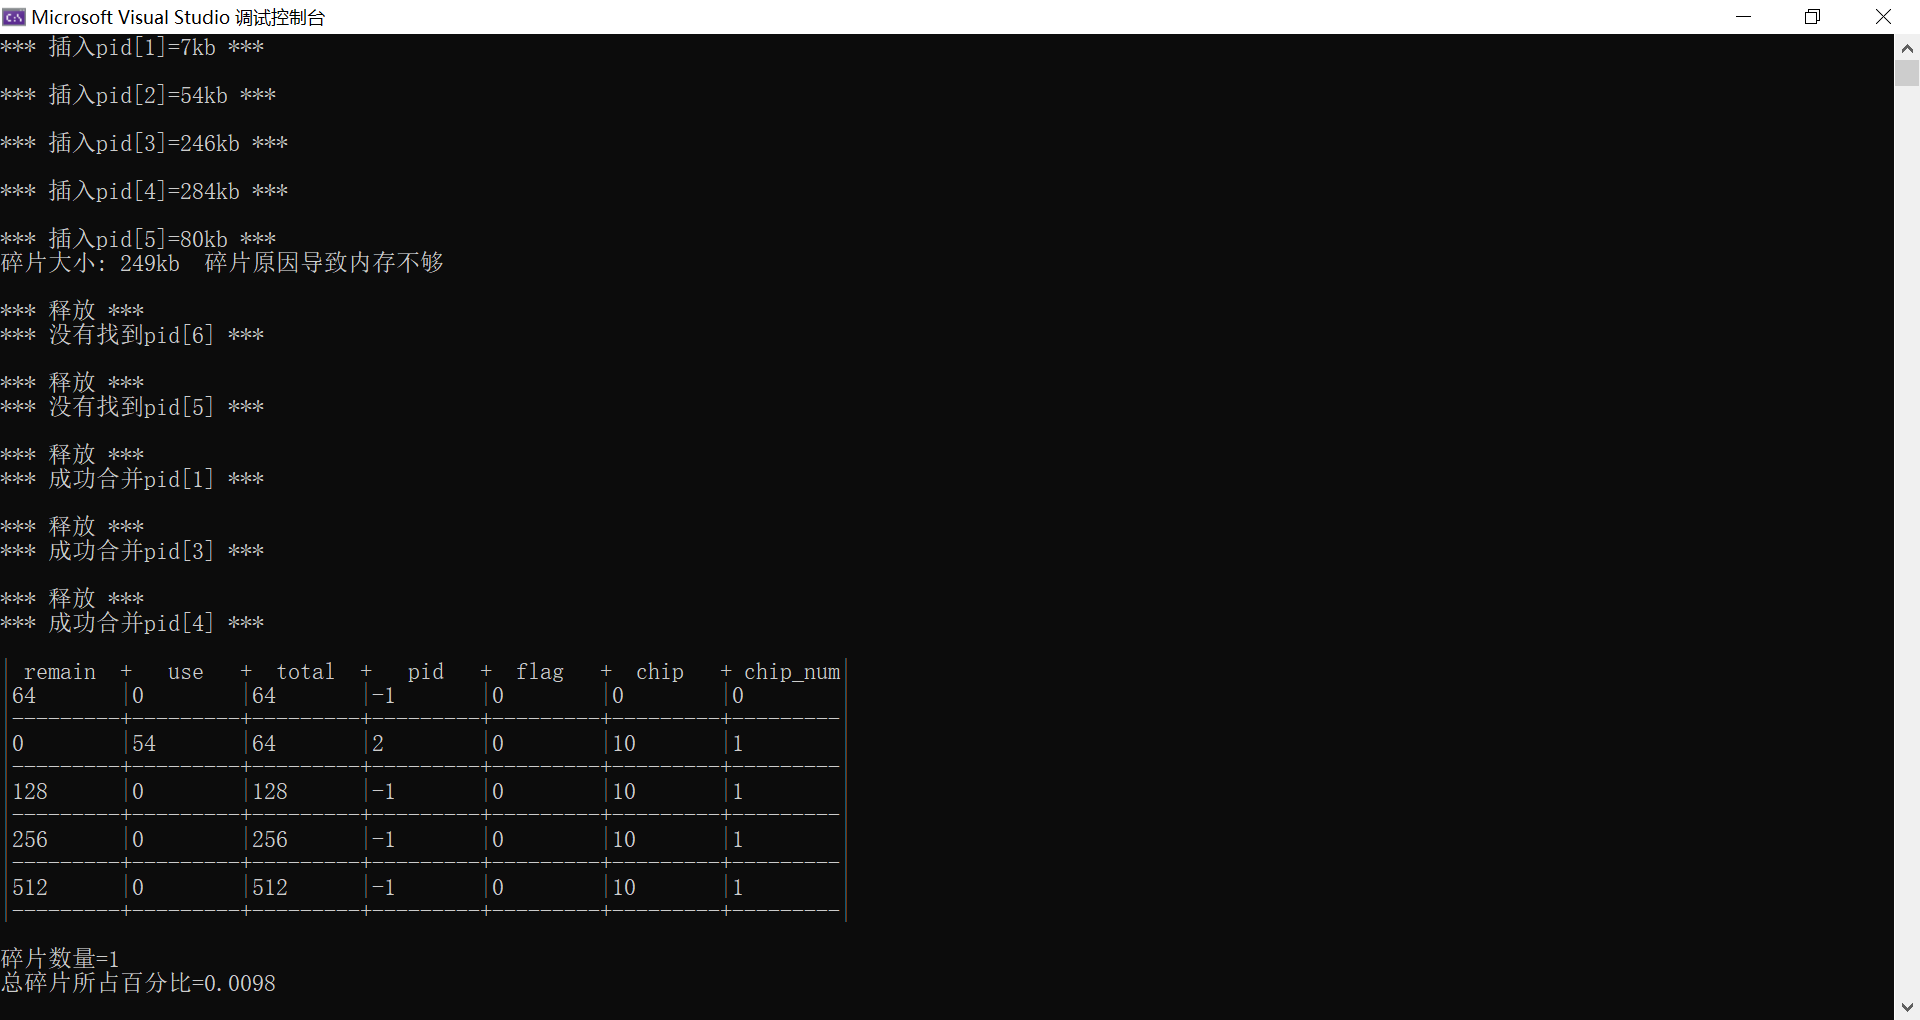 Microsoft Visual Studio 调试控制台
*** 插入pid[1]=7kb ***
*** 插入pid[2]=54kb ***
*** 插入pid[3]=246kb ***
*** 插入pid[4]=284kb ***
*** 插入pid[5]=80kb ***
碎片大小: 249kb  碎片原因导致内存不够
*** 释放 ***
*** 没有找到pid[6] ***
*** 释放 ***
*** 没有找到pid[5] ***
*** 释放 ***
*** 成功合并pid[1] ***
*** 释放 ***
*** 成功合并pid[3] ***
*** 释放 ***
*** 成功合并pid[4] ***
| remain  +   use   +  total  +   pid   +  flag   +  chip   + chip_num|
|64       |0        |64       |-1       |0        |0        |0        |
|---------+---------+---------+---------+---------+---------+---------|
|0        |54       |64       |2        |0        |10       |1        |
|---------+---------+---------+---------+---------+---------+---------|
|128      |0        |128      |-1       |0        |10       |1        |
|---------+---------+---------+---------+---------+---------+---------|
|256      |0        |256      |-1       |0        |10       |1        |
|---------+---------+---------+---------+---------+---------+---------|
|512      |0        |512      |-1       |0        |10       |1        |
|---------+---------+---------+---------+---------+---------+---------|
碎片数量=1
总碎片所占百分比=0.0098